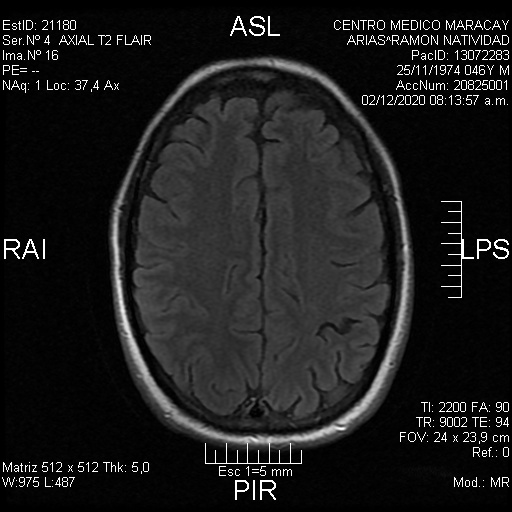 EstID: 21180
Ser.Nº 4  AXIAL T2 FLAIR
Ima.Nº 16
PE= --
NAq: 1 Loc: 37,4 Ax
ASL
CENTRO MEDICO MARACAY
ARIAS^RAMON NATIVIDAD
PacID: 13072283
25/11/1974 046Y M
AccNum: 20825001
02/12/2020 08:13:57 a.m.
RAI
LPS
TI: 2200 FA: 90
TR: 9002 TE: 94
FOV: 24 x 23,9 cm
Ref.: 0
Mod.: MR
Matriz 512 x 512 Thk: 5,0
W:975 L:487
Esc 1=5 mm
PIR